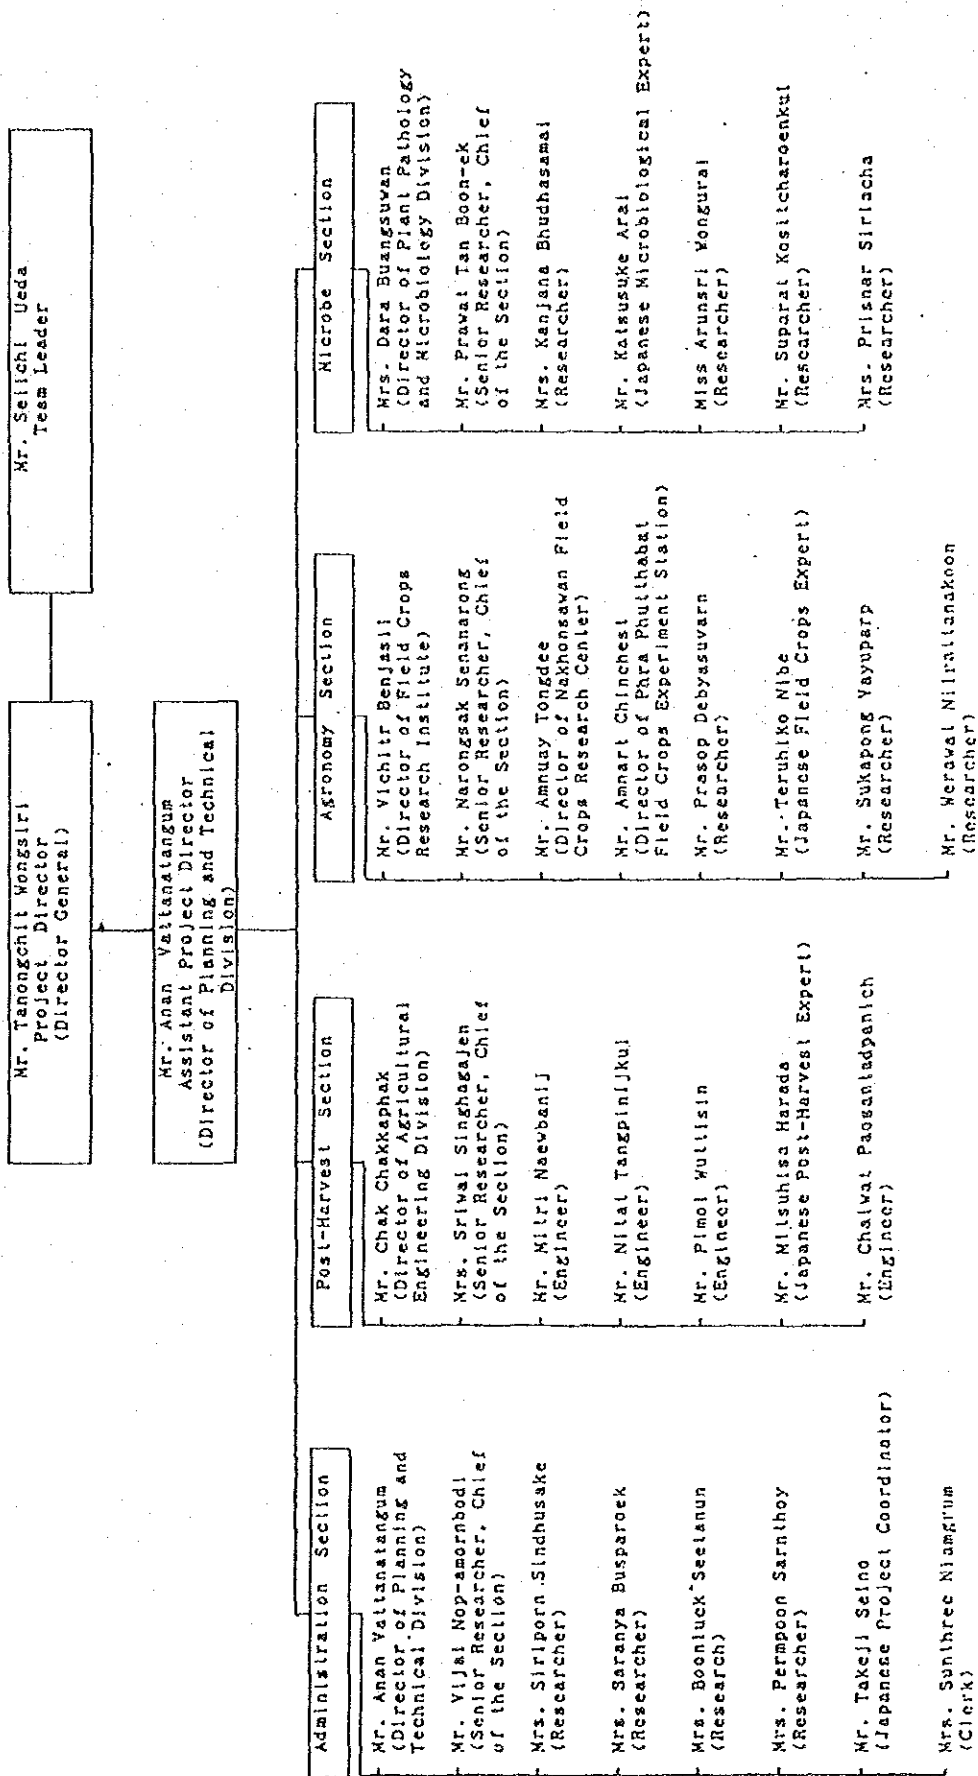 Mr. Tanongchit Wongsiri
Project Director
(Director General)
Mr. Seiichi Ueda
Team Leader
Mr. Anan Vattanatangum
Assistant Project Director
(Director of Planning and Technical
Division)
Administration Section
Mr. Anan Vattanatangum
(Director of Planning and
Technical Division)
Mr. Vijai Nop-amornbodi
(Senior Researcher, Chief
of the Section)
Mrs. Siriporn Sindhusake
(Researcher)
Mrs. Saranya Busparoek
(Researcher)
Mrs. Boonluck Seetanun
(Research)
Mrs. Permpoon Sarnthoy
(Researcher)
Mr. Takeji Seino
(Japanese Project Coordinator)
Mrs. Sunthree Niamgrum
(Clerk)
Post-Harvest Section
Mr. Chak Chakkaphak
(Director of Agricultural
Engineering Division)
Mrs. Sriwai Singhagajen
(Senior Researcher, Chief
of the Section)
Mr. Mitri Naewbanij
(Engineer)
Mr. Nitat Tangpinijkul
(Engineer)
Mr. Pimol Wutisin
(Engineer)
Mr. Mitsuhisa Harada
(Japanese Post-Harvest Expert)
Mr. Chaiwat Paosantadpanich
(Engineer)
Agronomy Section
Mr. Vichitr Benjasil
(Director of Field Crops
Research Institute)
Mr. Narongsak Senanarong
(Senior Researcher, Chief
of the Section)
Mr. Amnuay Tongdee
(Director of Nakhonsawan Field
Crops Research Center)
Mr. Amnart Chinchest
(Director of Phra Phutthabat
Field Crops Experiment Station)
Mr. Prasop Debyasuvarn
(Researcher)
Mr. Teruhiko Nibe
(Japanese Field Crops Expert)
Mr. Sukapong Vayuparp
(Researcher)
Mr. Werawat Nilrattanakoon
(Researcher)
Microbe Section
Mrs. Dara Buangsuwan
(Director of Plant Pathology
and Microbiology Division)
Mr. Prawat Tan Boon-ek
(Senior Researcher, Chief
of the Section)
Mrs. Kanjana Bhudhasamai
(Researcher)
Mr. Katsusuke Arai
(Japanese Microbiological Expert)
Miss Arunsri Wongurai
(Researcher)
Mr. Suparat Kositcharoenkul
(Researcher)
Mrs. Prisnar Siriacha
(Researcher)